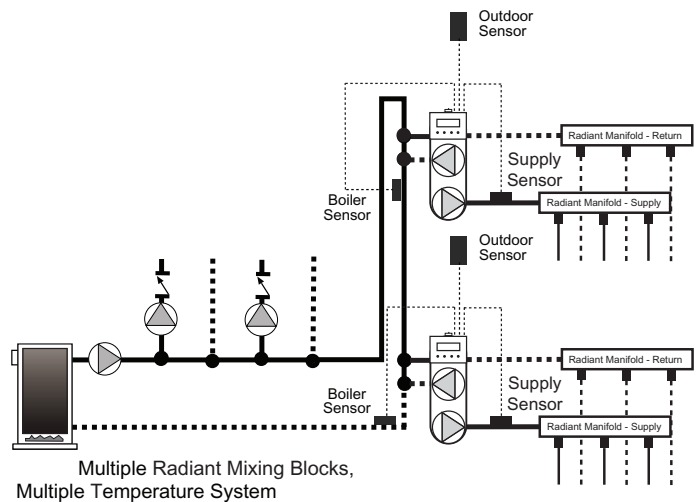 Outdoor
Sensor
Radiant Manifold - Return
Supply
Sensor
Boiler
Sensor
Radiant Manifold - Supply
Outdoor
Sensor
Radiant Manifold - Return
Supply
Sensor
Boiler
Sensor
Radiant Manifold - Supply
Multiple Radiant Mixing Blocks,
Multiple Temperature System